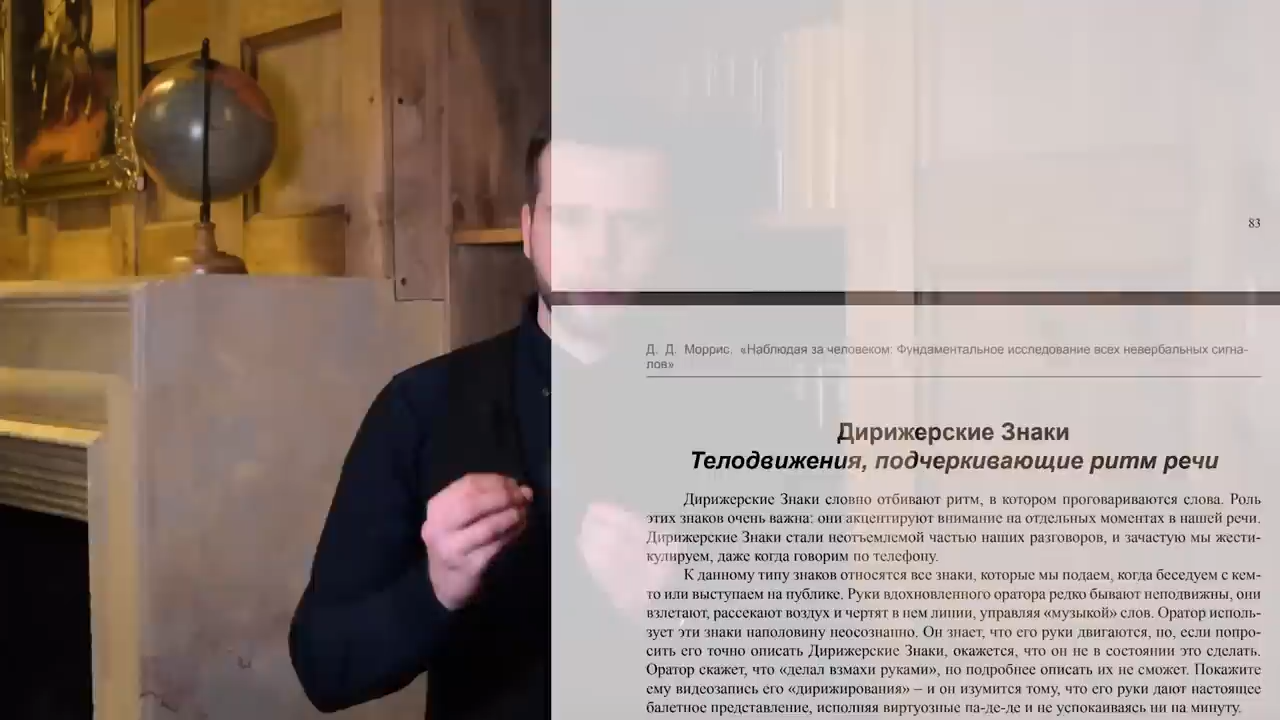 83
Д. Д. Моррис. «Наблюдая за человеком: Фундаментальное исследование всех невербальных сигна-
лов»
Дирижерские Знаки
Телодвижения, подчеркивающие ритм речи
Дирижерские Знаки словно отбивают ритм, в котором проговариваются слова. Роль
этих знаков очень важна: они акцентируют внимание на отдельных моментах в нашей речи.
Дирижерские Знаки стали неотъемлемой частью наших разговоров, и зачастую мы жести-
кулируем, даже когда говорим по телефону.
К данному типу знаков относятся все знаки, которые мы подаем, когда беседуем с кем-
то или выступаем на публике. Руки вдохновленного оратора редко бывают неподвижны, они
взлетают, рассекают воздух и чертят в нем линии, управляя «музыкой» слов. Оратор исполь-
зует эти знаки наполовину неосознанно. Он знает, что его руки двигаются, но, если попро-
сить его точно описать Дирижерские Знаки, окажется, что он не в состоянии это сделать.
Оратор скажет, что «делал взмахи руками», но подробнее описать их не сможет. Покажите
ему видеозапись его «дирижирования» – и он изумится тому, что его руки дают настоящее
балетное представление, исполняя виртуозные па-де-де и не успокаиваясь ни на минуту.